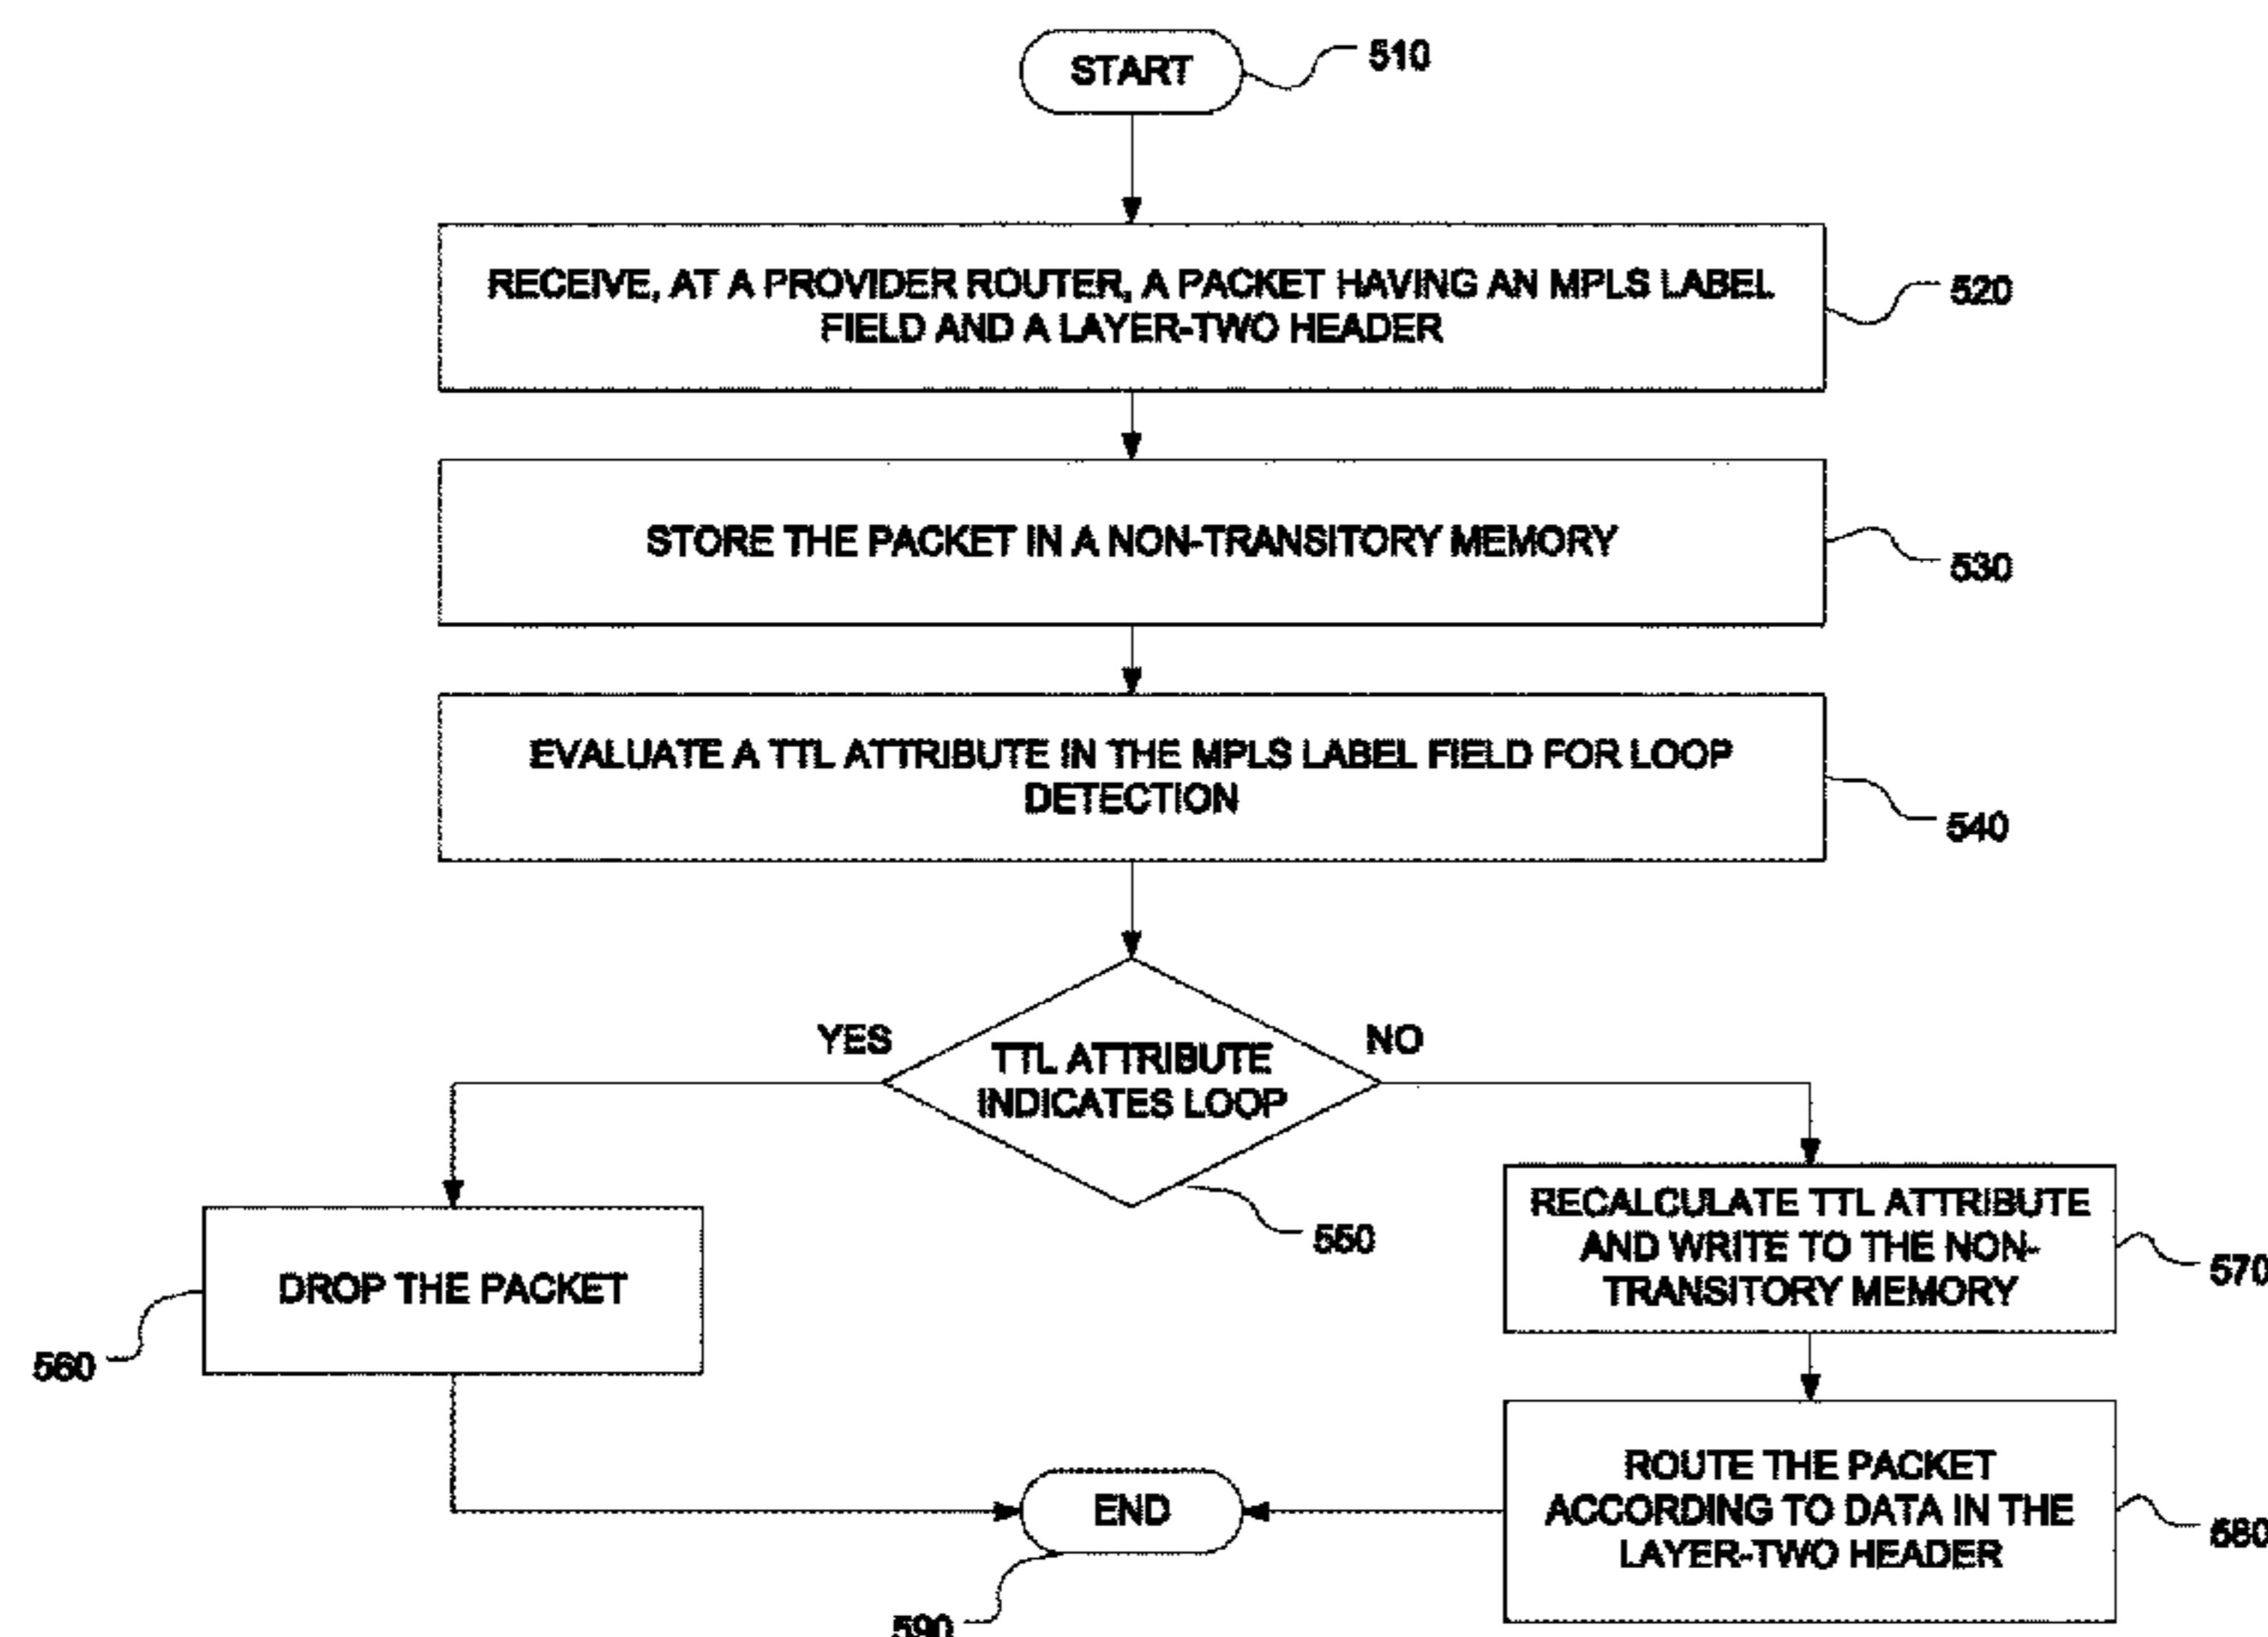 START
510
RECEIVE, AT A PROVIDER ROUTER, A PACKET HAVING AN MPLS LABEL
FIELD AND A LAYER-TWO HEADER
520
STORE THE PACKET IN A NON-TRANSITORY MEMORY
530
EVALUATE A TTL ATTRIBUTE IN THE MPLS LABEL FIELD FOR LOOP
DETECTION
540
YES
TTL ATTRIBUTE
INDICATES LOOP
NO
550
DROP THE PACKET
560
RECALCULATE TTL ATTRIBUTE
AND WRITE TO THE NON-
TRANSITORY MEMORY
570
ROUTE THE PACKET
ACCORDING TO DATA IN THE
LAYER-TWO HEADER
580
END
590